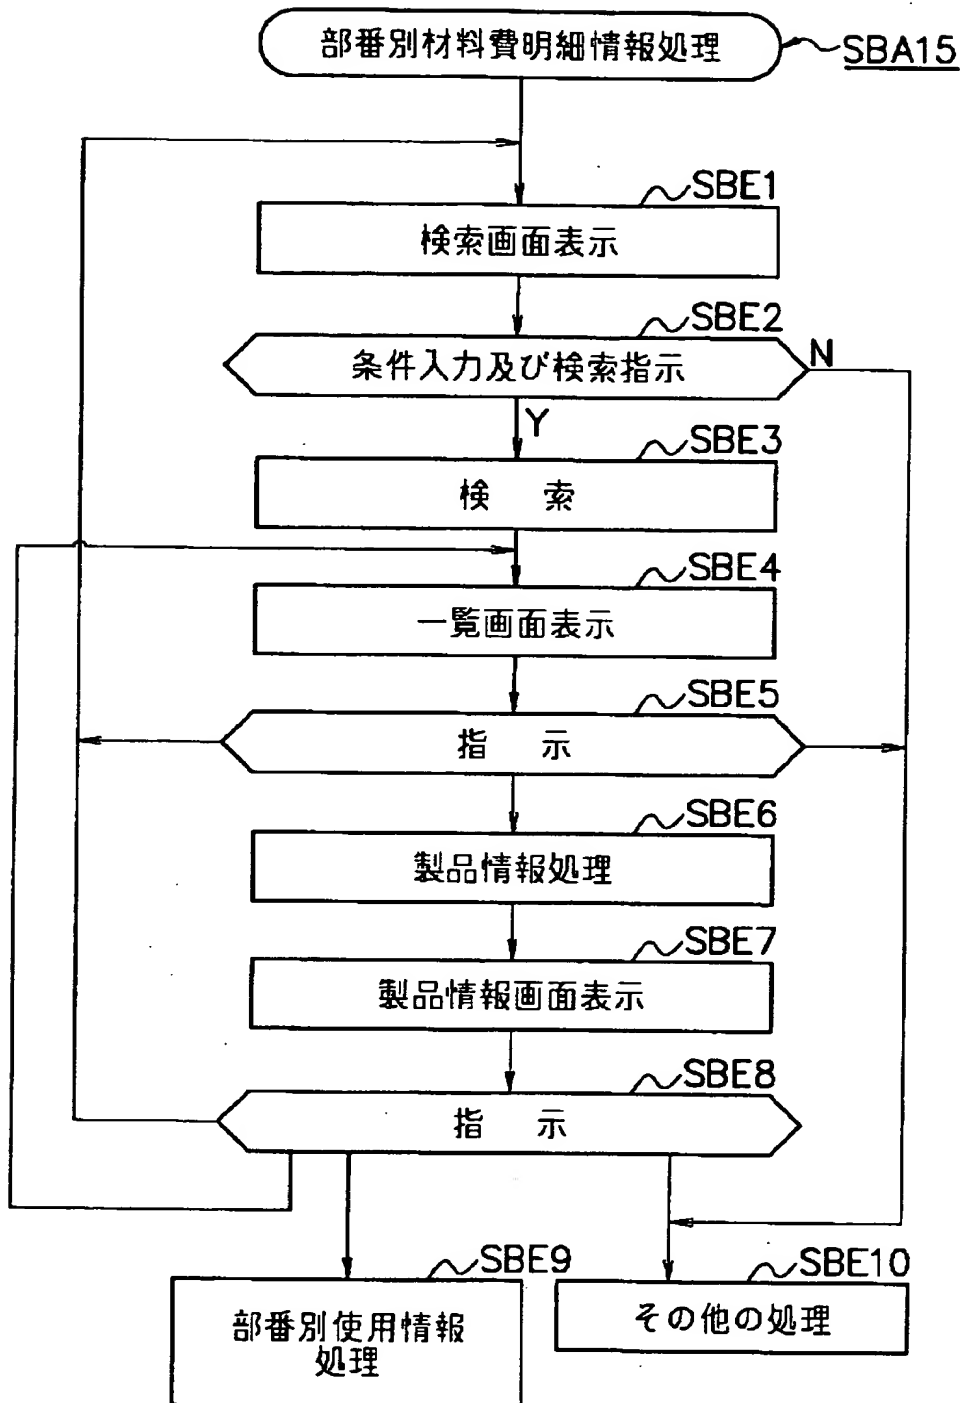 部番別材料費明細情報処理
SBA15
SBE1
検索画面表示
SBE2
条件入力及び検索指示
N
Y
SBE3
検 索
SBE4
一覧画面表示
SBE5
指 示
SBE6
製品情報処理
SBE7
製品情報画面表示
SBE8
指 示
SBE9
部番別使用情報
処理
SBE10
その他の処理